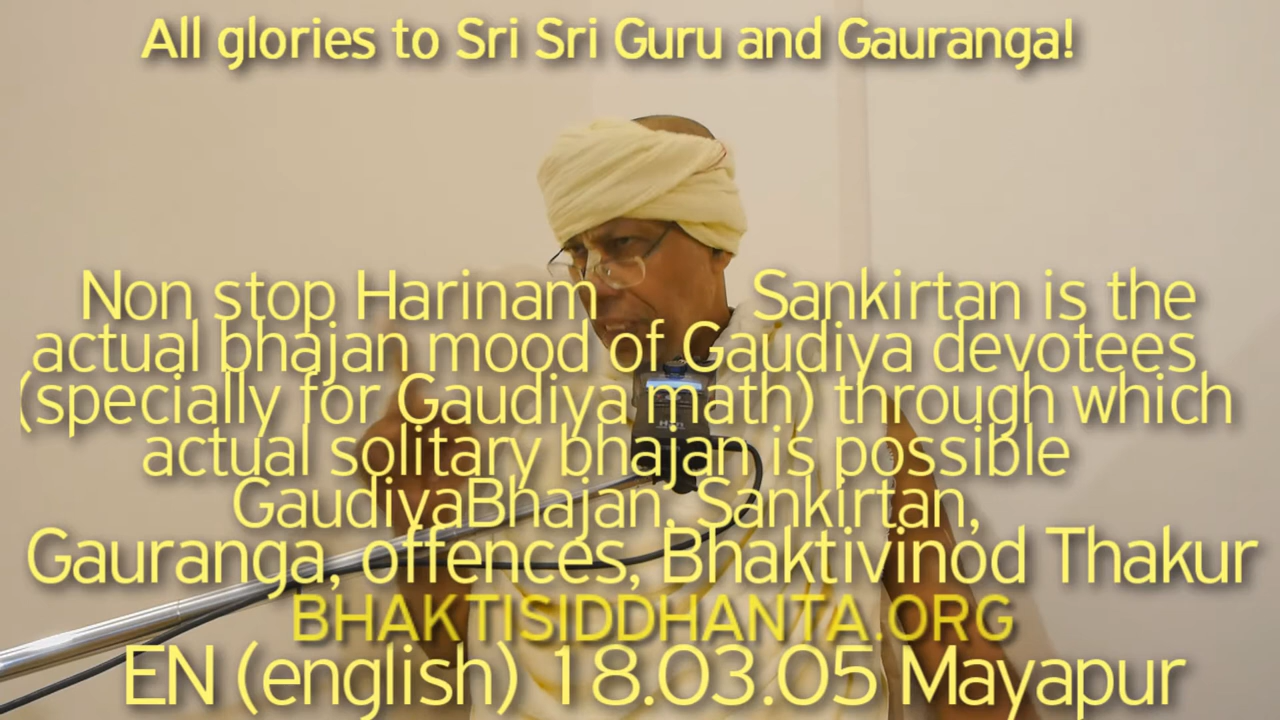 All glories to Sri Sri Guru and Gauranga!
Non stop Harinam Sankirtan is the
actual bhajan mood of Gaudiya devotees
(specially for Gaudiya math) through which
actual solitary bhajan is possible
GaudiyaBhajan, Sankirtan,
Gauranga, offences, Bhaktivinod Thakur
BHAKTISIDDHANTA.ORG
EN (english) 18.03.05 Mayapur